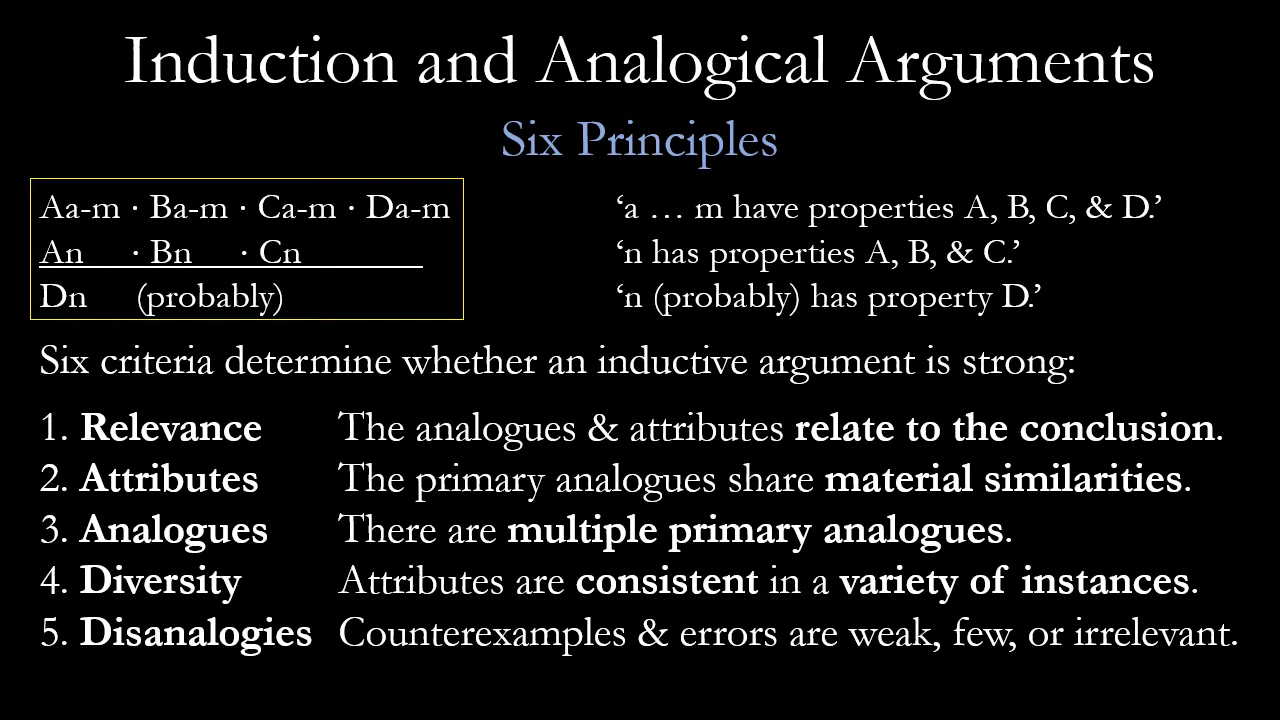 Induction and Analogical Arguments
Six Principles
Aa-m · Ba-m · Ca-m · Da-m
‘a … m have properties A, B, C, & D.’
An · Bn · Cn
‘n has properties A, B, & C.’
Dn (probably)
‘n (probably) has property D.’
Six criteria determine whether an inductive argument is strong:
1. Relevance The analogues & attributes relate to the conclusion.
2. Attributes The primary analogues share material similarities.
3. Analogues There are multiple primary analogues.
4. Diversity Attributes are consistent in a variety of instances.
5. Disanalogies Counterexamples & errors are weak, few, or irrelevant.